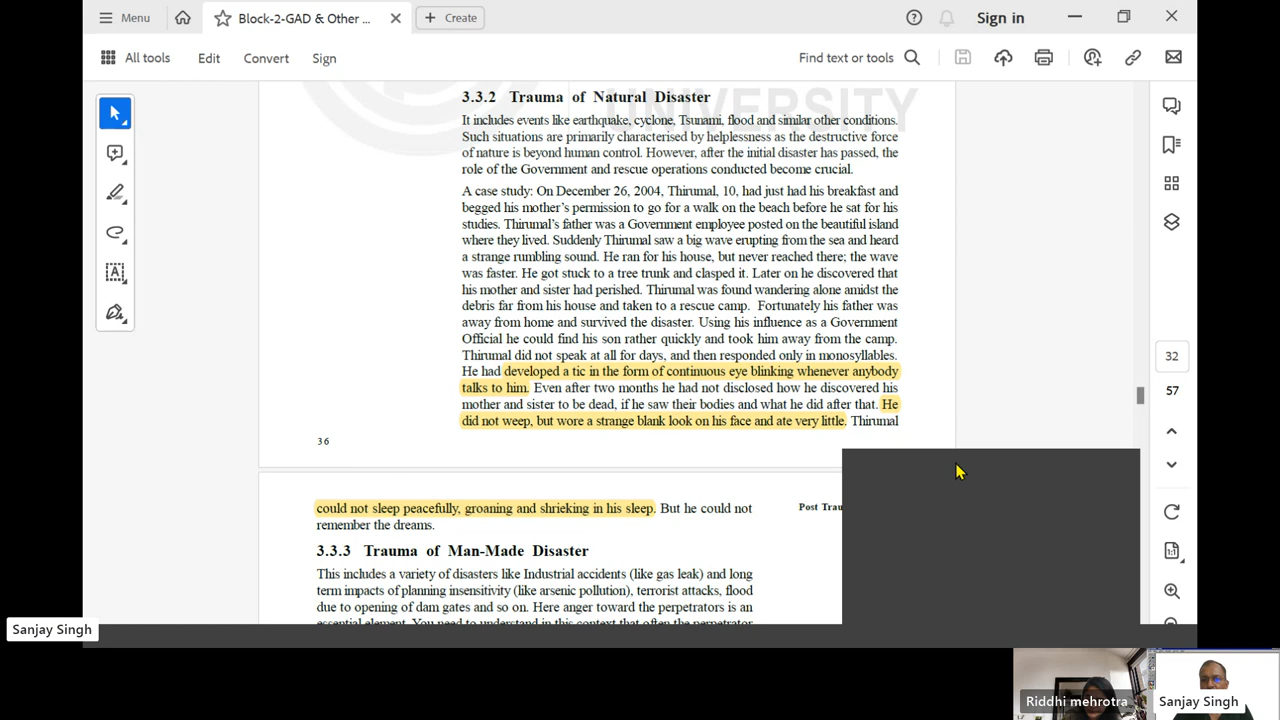 Menu
Block-2-GAD & Other ...
Create
Sign in
All tools
Edit
Convert
Sign
Find text or tools
UNIVERSITY
3.3.2 Trauma of Natural Disaster
It includes events like earthquake, cyclone, Tsunami, flood and similar other conditions.
Such situations are primarily characterised by helplessness as the destructive force
of nature is beyond human control. However, after the initial disaster has passed, the
role of the Government and rescue operations conducted become crucial.
A case study: On December 26, 2004, Thirumal, 10, had just had his breakfast and
begged his mother's permission to go for a walk on the beach before he sat for his
studies. Thirumal's father was a Government employee posted on the beautiful island
where they lived. Suddenly Thirumal saw a big wave erupting from the sea and heard
a strange rumbling sound. He ran for his house, but never reached there; the wave
was faster. He got stuck to a tree trunk and clasped it. Later on he discovered that
his mother and sister had perished. Thirumal was found wandering alone amidst the
debris far from his house and taken to a rescue camp. Fortunately his father was
away from home and survived the disaster. Using his influence as a Government
Official he could find his son rather quickly and took him away from the camp.
Thirumal did not speak at all for days, and then responded only in monosyllables.
He had developed a tic in the form of continuous eye blinking whenever anybody
talks to him. Even after two months he had not disclosed how he discovered his
mother and sister to be dead, if he saw their bodies and what he did after that. He
did not weep, but wore a strange blank look on his face and ate very little. Thirumal
36
could not sleep peacefully, groaning and shrieking in his sleep. But he could not
remember the dreams.
Post Trau
3.3.3 Trauma of Man-Made Disaster
This includes a variety of disasters like Industrial accidents (like gas leak) and long
term impacts of planning insensitivity (like arsenic pollution), terrorist attacks, flood
due to opening of dam gates and so on. Here anger toward the perpetrators is an
essential element. You need to understand in this context that often the perpetrator
32
57
1:1
Sanjay Singh
Riddhi mehrotra
Sanjay Singh